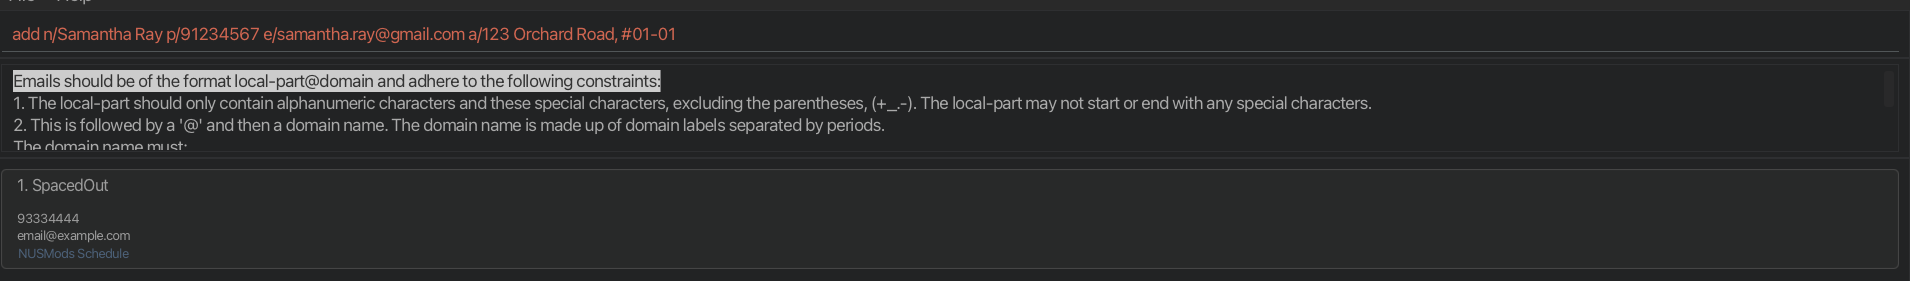 add n/Samantha Ray p/91234567 e/samantha.ray@gmail.com a/123 Orchard Road, #01-01
Emails should be of the format local-part@domain and adhere to the following constraints:
1. The local-part should only contain alphanumeric characters and these special characters, excluding the parentheses, (+_.-). The local-part may not start or end with any special characters.
2. This is followed by a '@' and then a domain name. The domain name is made up of domain labels separated by periods.
The domain name must:
1. SpacedOut
93334444
email@example.com
NUSMods Schedule